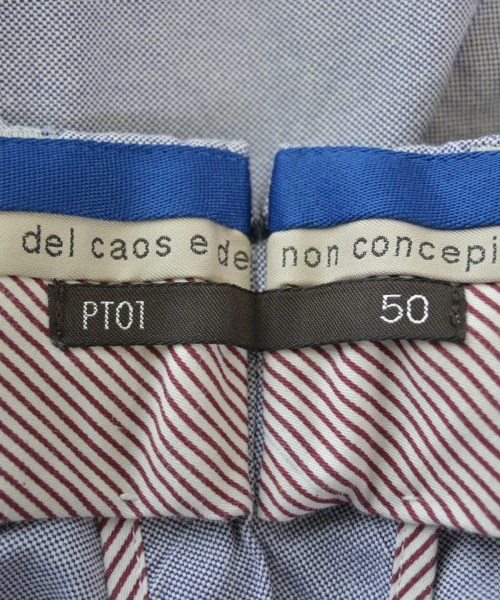 del caos e de non concepi
PT01 50